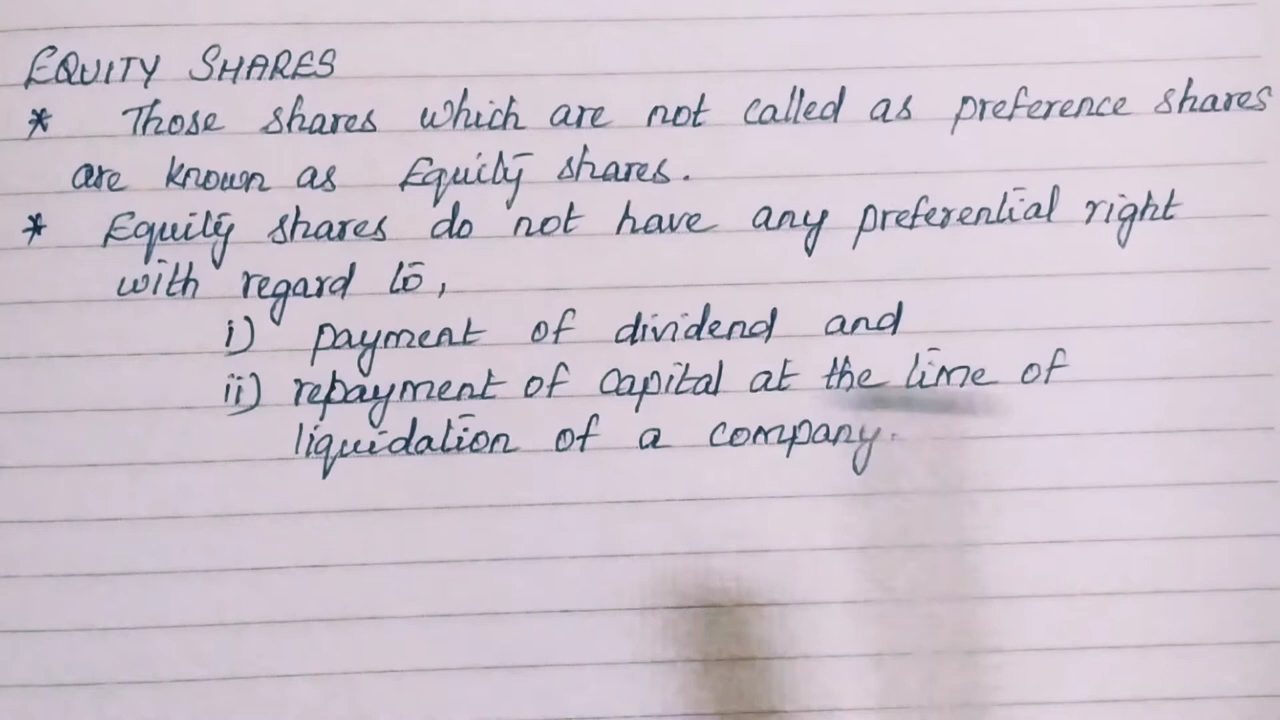 EQUITY SHARES
* Those shares which are not called as preference shares
are known as Equity shares.
* Equity shares do not have any preferential right
with regard to,
i) payment of dividend and
ii) repayment of capital at the time of
liquidation of a company.